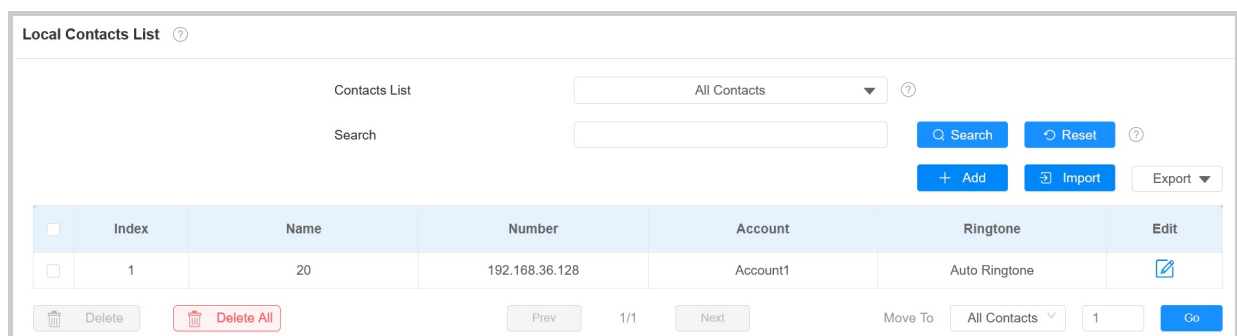 Local Contacts List ?
Contacts List All Contacts ?
Search Search Reset ?
+ Add Import Export
Index Name Number Account Ringtone Edit
1 20 192.168.36.128 Account1 Auto Ringtone
Delete Delete All Prev 1/1 Next Move To All Contacts 1 Go